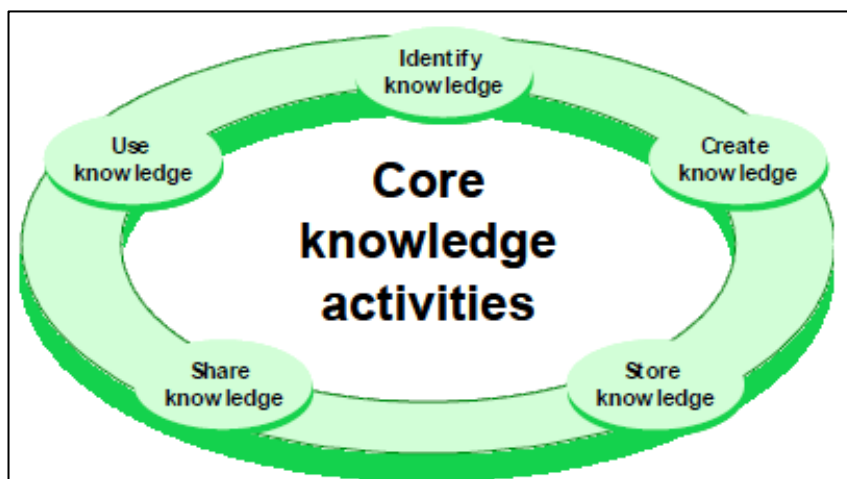 Identify
knowledge
Use
knowledge
Create
knowledge
Core
knowledge
activities
Share
knowledge
Store
knowledge